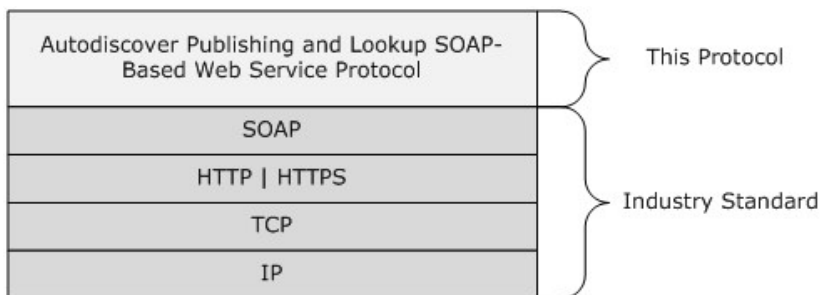 Autodiscover Publishing and Lookup SOAP-
Based Web Service Protocol
This Protocol
SOAP
HTTP | HTTPS
TCP
IP
Industry Standard